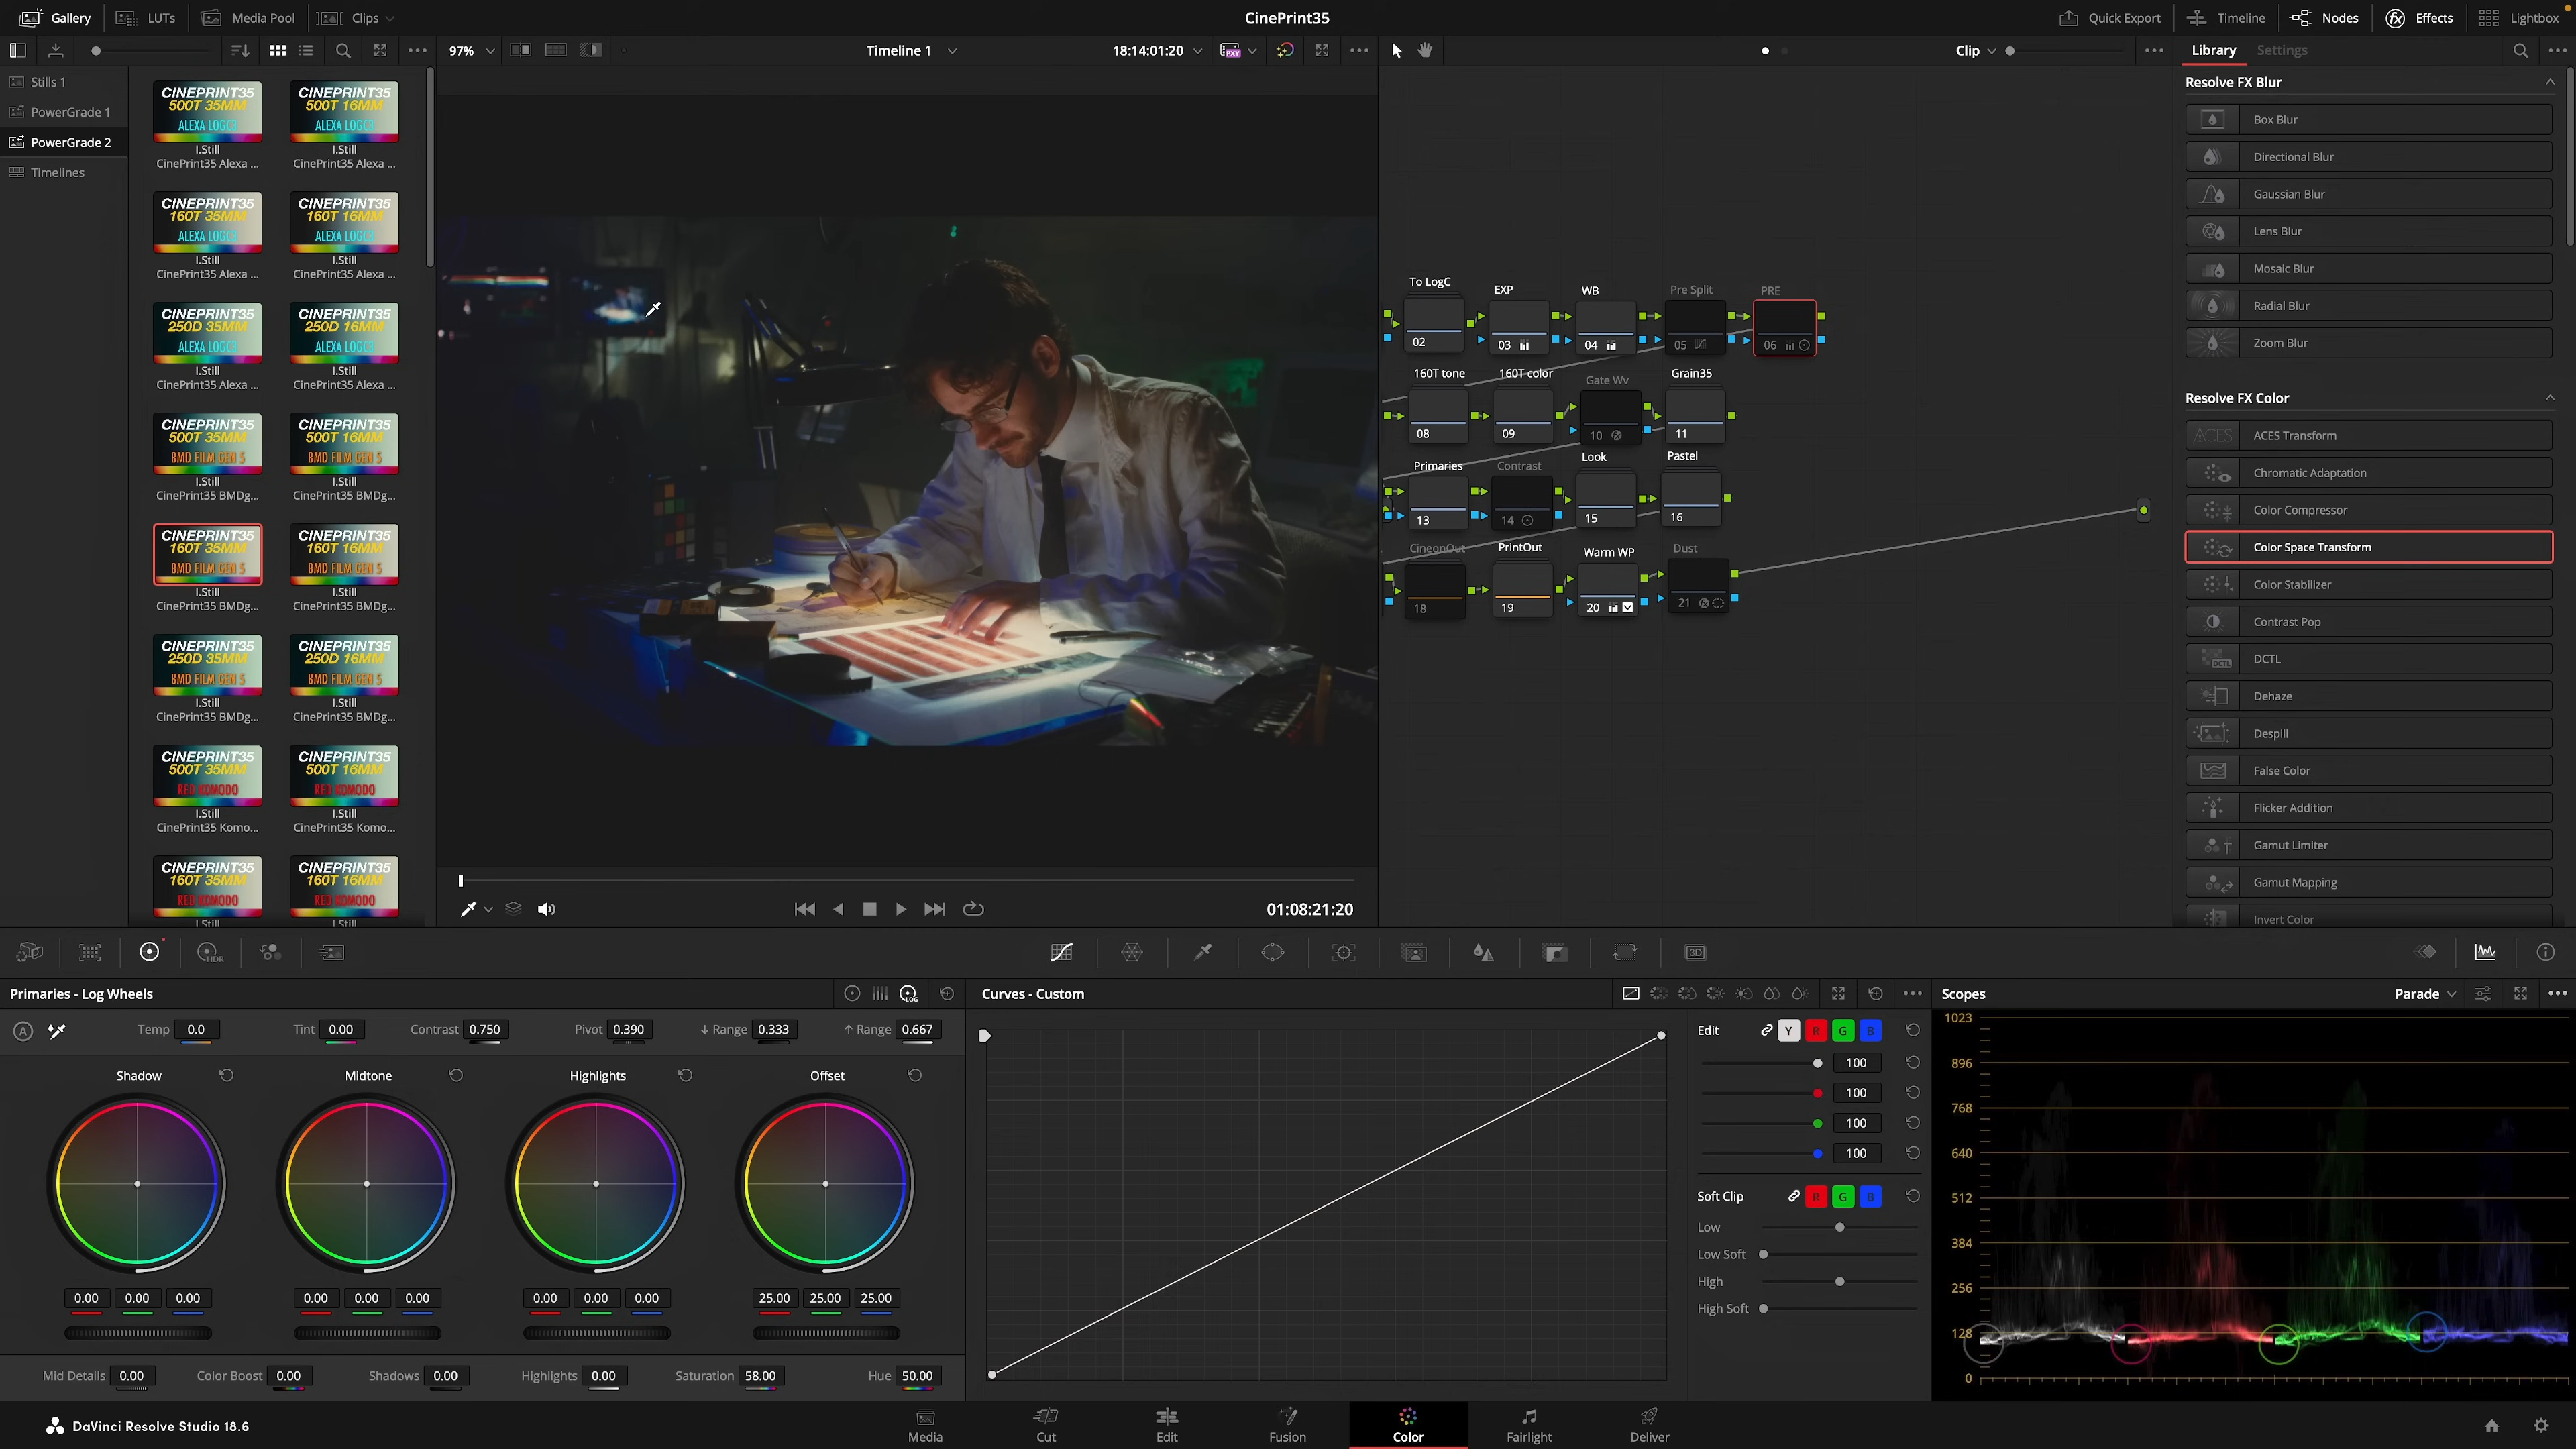 Gallery LUTs Media Pool Clips CinePrint35 Quick Export Timeline Nodes Effects Lightbox
97% Timeline 1 18:14:01:20 PXY Clip Library Settings
Stills 1
PowerGrade 1
PowerGrade 2
Timelines
CINEPRINT35 CINEPRINT35
500T 35MM 500T 16MM
ALEXA LOGC3 ALEXA LOGC3
I.Still I.Still
CinePrint35 Alexa ... CinePrint35 Alexa ...
CINEPRINT35 CINEPRINT35
160T 35MM 160T 16MM
ALEXA LOGC3 ALEXA LOGC3
I.Still I.Still
CinePrint35 Alexa ... CinePrint35 Alexa ...
CINEPRINT35 CINEPRINT35
250D 35MM 250D 16MM
ALEXA LOGC3 ALEXA LOGC3
I.Still I.Still
CinePrint35 Alexa ... CinePrint35 Alexa ...
CINEPRINT35 CINEPRINT35
500T 35MM 500T 16MM
BMD FILM GEN 5 BMD FILM GEN 5
I.Still I.Still
CinePrint35 BMDg... CinePrint35 BMDg...
CINEPRINT35 CINEPRINT35
160T 35MM 160T 16MM
BMD FILM GEN 5 BMD FILM GEN 5
I.Still I.Still
CinePrint35 BMDg... CinePrint35 BMDg...
CINEPRINT35 CINEPRINT35
250D 35MM 250D 16MM
BMD FILM GEN 5 BMD FILM GEN 5
I.Still I.Still
CinePrint35 BMDg... CinePrint35 BMDg...
CINEPRINT35 CINEPRINT35
500T 35MM 500T 16MM
RED KOMODO RED KOMODO
I.Still I.Still
CinePrint35 Komo... CinePrint35 Komo...
CINEPRINT35 CINEPRINT35
160T 35MM 160T 16MM
RED KOMODO RED KOMODO
I.Still I.Still
01:08:21:20
To LogC EXP WB Pre Split PRE
02 03 04 05 06
160T tone 160T color Gate Wv Grain35
08 09 10 11
Primaries Contrast Look Pastel
13 14 15 16
CineonOut PrintOut Warm WP Dust
18 19 20 21
Resolve FX Blur
Box Blur
Directional Blur
Gaussian Blur
Lens Blur
Mosaic Blur
Radial Blur
Zoom Blur
Resolve FX Color
ACES ACES Transform
Chromatic Adaptation
Color Compressor
Color Space Transform
Color Stabilizer
Contrast Pop
DCTL DCTL
Dehaze
Despill
False Color
Flicker Addition
Gamut Limiter
Gamut Mapping
Invert Color
HDR 3D
Primaries - Log Wheels LOG
A Temp 0.0 Tint 0.00 Contrast 0.750 Pivot 0.390 ↓ Range 0.333 ↑ Range 0.667
Shadow Midtone Highlights Offset
0.00 0.00 0.00 0.00 0.00 0.00 0.00 0.00 0.00 25.00 25.00 25.00
Mid Details 0.00 Color Boost 0.00 Shadows 0.00 Highlights 0.00 Saturation 58.00 Hue 50.00
Curves - Custom
Edit Y R G B
100
100
100
100
Soft Clip R G B
Low
Low Soft
High
High Soft
Scopes Parade
1023
896
768
640
512
384
256
128
0
DaVinci Resolve Studio 18.6 Media Cut Edit Fusion Color Fairlight Deliver